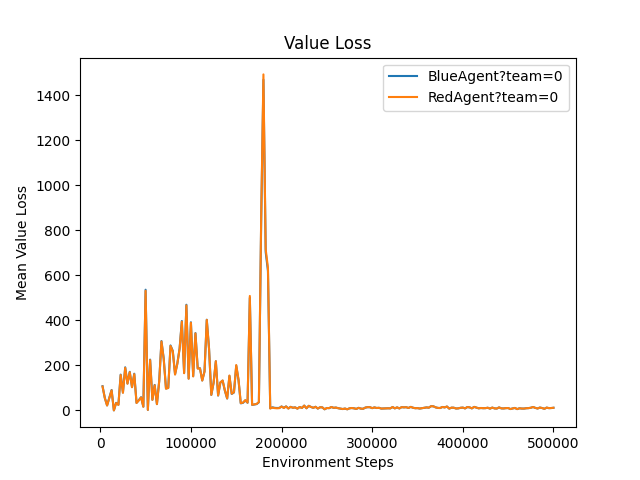 Value Loss
BlueAgent?team=0
RedAgent?team=0
Mean Value Loss
1400
1200
1000
800
600
400
200
0
0 100000 200000 300000 400000 500000
Environment Steps